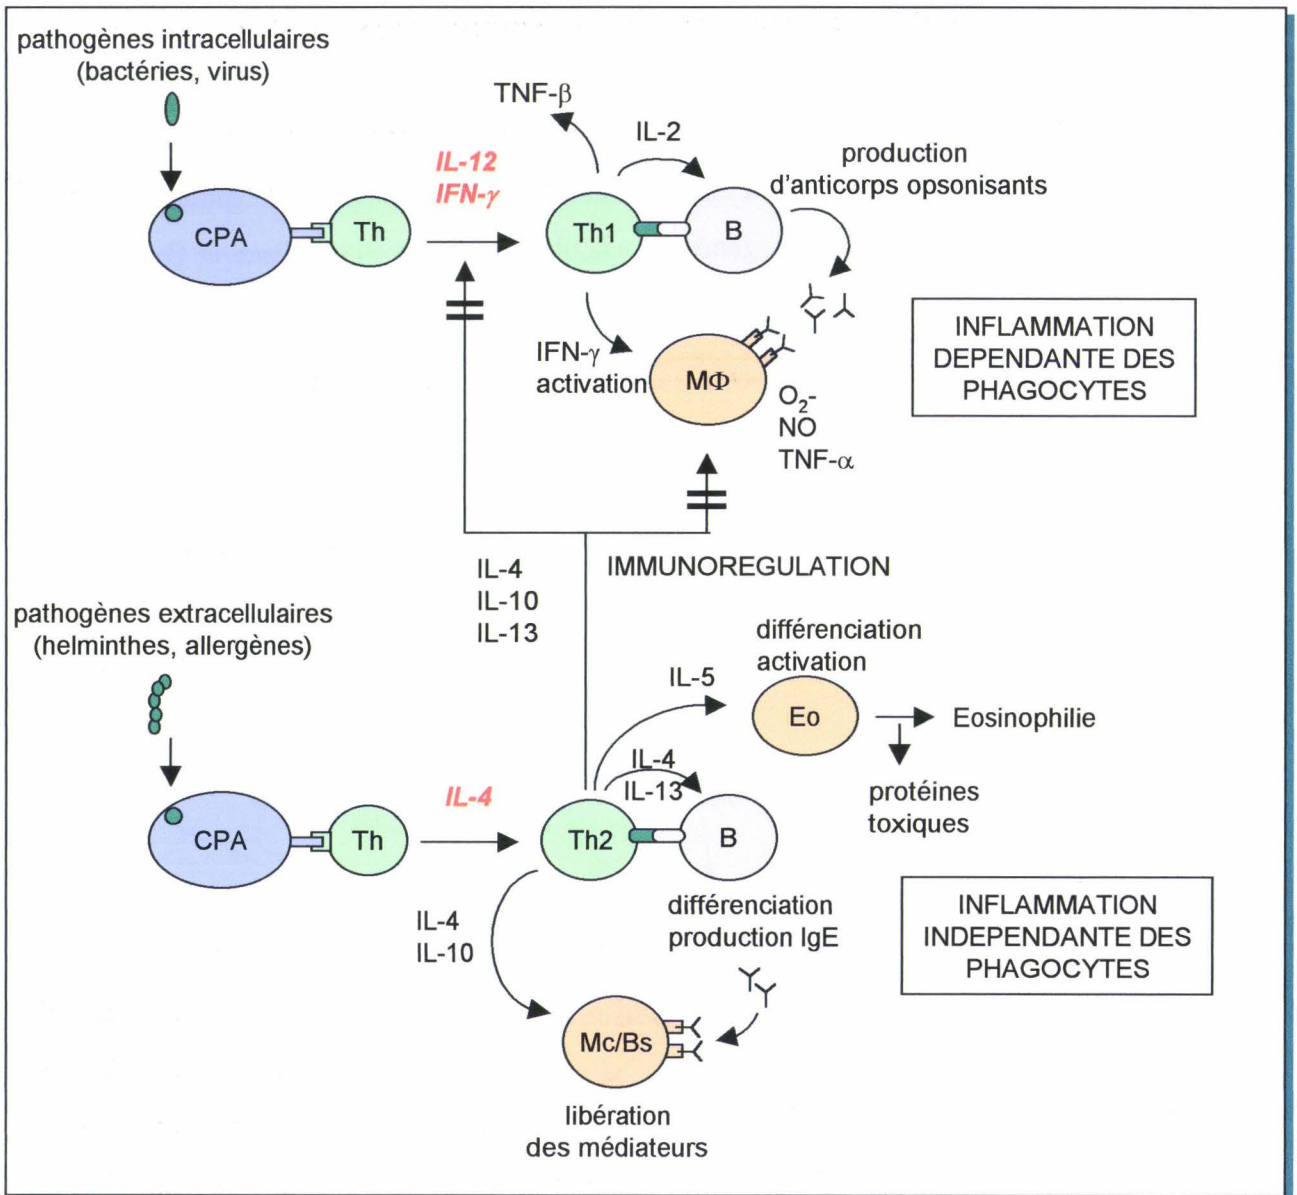 pathogènes intracellulaires
(bactéries, virus)
TNF-β
IL-2
IL-12
IFN-γ
production
d'anticorps opsonisants
CPA
Th
Th1
B
IFN-γ
activation
MΦ
O₂-
NO
TNF-α
INFLAMMATION
DEPENDANTE DES
PHAGOCYTES
IL-4
IL-10
IL-13
IMMUNOREGULATION
pathogènes extracellulaires
(helminthes, allergènes)
différenciation
activation
IL-5
Eo
Eosinophilie
protéines
toxiques
IL-4
IL-13
IL-4
CPA
Th
Th2
B
IL-4
IL-10
différenciation
production IgE
INFLAMMATION
INDEPENDANTE DES
PHAGOCYTES
Mc/Bs
libération
des médiateurs